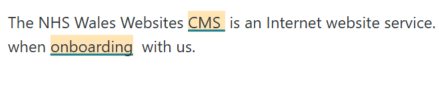 The NHS Wales Websites CMS is an Internet website service.
when onboarding with us.